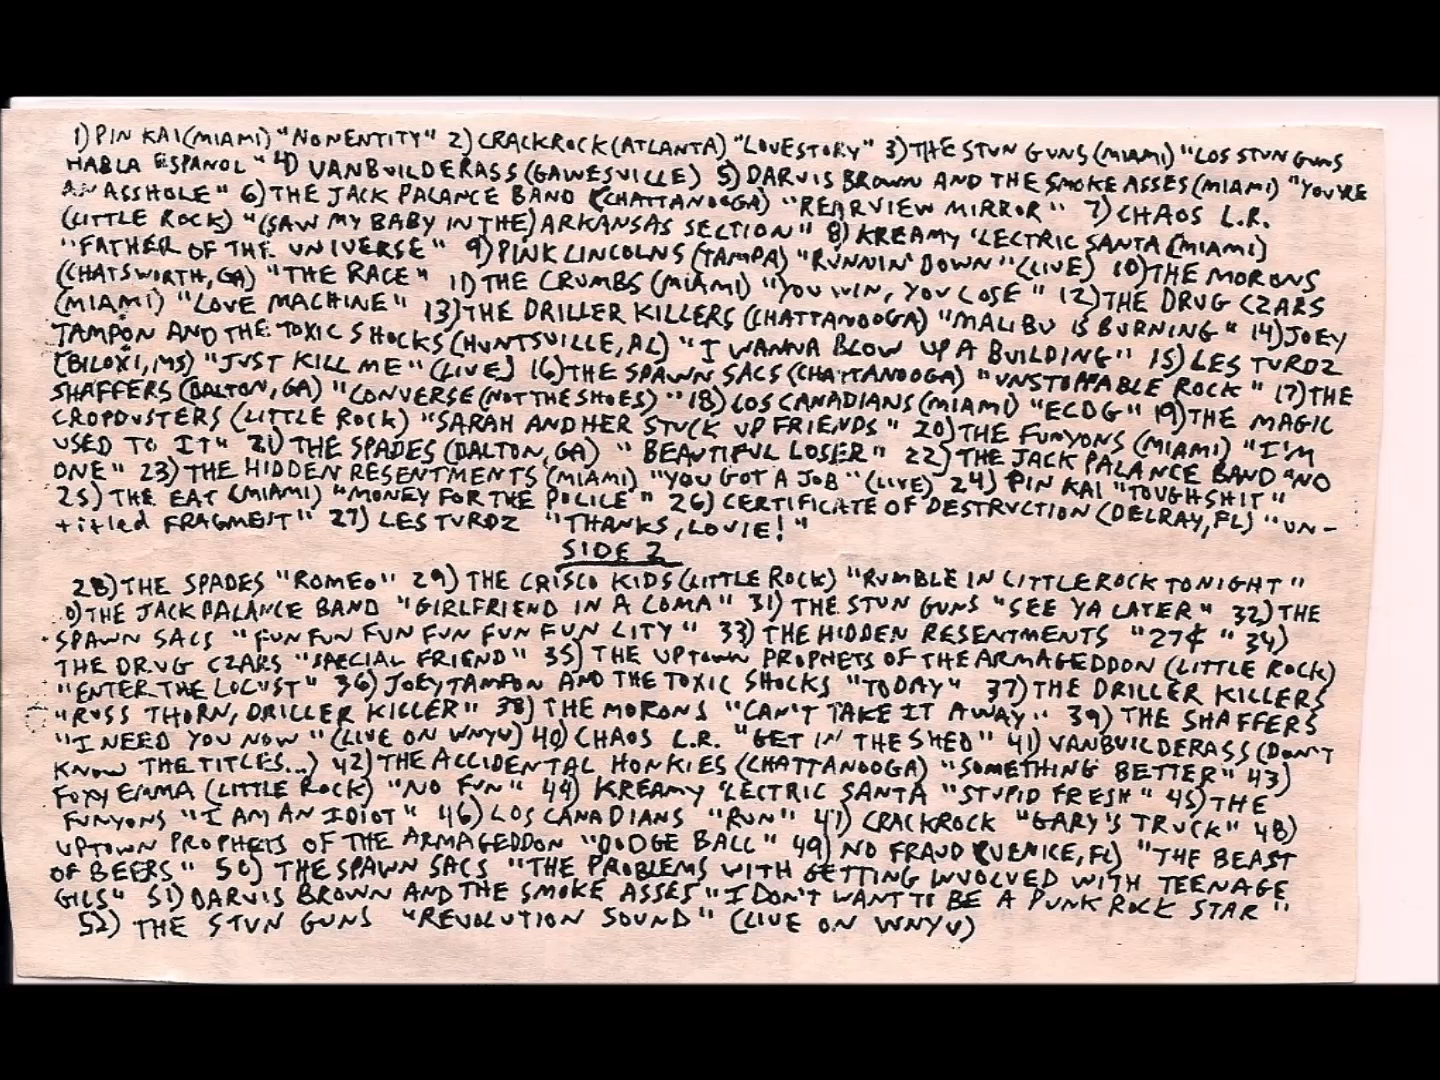 1) PIN KAI (MIAMI) "NONENTITY" 2) CRACKROCK (ATLANTA) "LOVESTORY" 3) THE STUN GUNS (MIAMI) "LOS STUN GUNS
HABLA ESPANOL" 4) VANBUILDERASS (GAINESVILLE) 5) DARVIS BROWN AND THE SMOKE ASSES (MIAMI) "YOU'RE
AN ASSHOLE" 6) THE JACK PALANCE BAND (CHATTANOOGA) "REARVIEW MIRROR" 7) CHAOS L.R.
(LITTLE ROCK) "(SAW MY BABY IN THE) ARKANSAS SECTION" 8) KREAMY 'LECTRIC SANTA (MIAMI)
"FATHER OF THE UNIVERSE" 9) PINK LINCOLNS (TAMPA) "RUNNIN' DOWN" (LIVE) 10) THE MORONS
(CHATSWORTH, GA) "THE RACE" 11) THE CRUMBS (MIAMI) "YOU WIN, YOU LOSE" 12) THE DRUG CZARS
(MIAMI) "LOVE MACHINE" 13) THE DRILLER KILLERS (CHATTANOOGA) "MALIBU IS BURNING" 14) JOEY
TAMPON AND THE TOXIC SHOCKS (HUNTSVILLE, AL) "I WANNA BLOW UP A BUILDING" 15) LES TURDZ
(BILOXI, MS) "JUST KILL ME" (LIVE) 16) THE SPAWN SACS (CHATTANOOGA) "UNSTOPPABLE ROCK" 17) THE
SHAFFERS (DALTON, GA) "CONVERSE (NOT THE SHOES)" 18) LOS CANADIANS (MIAMI) "ECDG" 19) THE MAGIC
CROPDUSTERS (LITTLE ROCK) "SARAH AND HER STUCK UP FRIENDS" 20) THE FUNYONS (MIAMI) "I'M
USED TO IT" 21) THE SPADES (DALTON, GA) "BEAUTIFUL LOSER" 22) THE JACK PALANCE BAND "NO
ONE" 23) THE HIDDEN RESENTMENTS (MIAMI) "YOU GOT A JOB" (LIVE) 24) PIN KAI "TOUGH SHIT"
25) THE EAT (MIAMI) "MONEY FOR THE POLICE" 26) CERTIFICATE OF DESTRUCTION (DELRAY, FL) "UN-
titled FRAGMENT" 27) LES TURDZ "THANKS, LOUIE!"
SIDE 2
28) THE SPADES "ROMEO" 29) THE CRISCO KIDS (LITTLE ROCK) "RUMBLE IN LITTLE ROCK TONIGHT"
0) THE JACK PALANCE BAND "GIRLFRIEND IN A COMA" 31) THE STUN GUNS "SEE YA LATER" 32) THE
SPAWN SACS "FUN FUN FUN FUN FUN FUN FUN CITY" 33) THE HIDDEN RESENTMENTS "27¢" 34)
THE DRUG CZARS "SPECIAL FRIEND" 35) THE UPTOWN PROPHETS OF THE ARMAGEDDON (LITTLE ROCK)
"ENTER THE LOCUST" 36) JOEY TAMPON AND THE TOXIC SHOCKS "TODAY" 37) THE DRILLER KILLERS
"RUSS THORN, DRILLER KILLER" 38) THE MORONS "CAN'T TAKE IT AWAY" 39) THE SHAFFERS
"I NEED YOU NOW" (LIVE ON WNYU) 40) CHAOS L.R. "GET IN THE SHED" 41) VANBUILDERASS (DON'T
KNOW THE TITLES...) 42) THE ACCIDENTAL HONKIES (CHATTANOOGA) "SOMETHING BETTER" 43)
FOXY EMMA (LITTLE ROCK) "NO FUN" 44) KREAMY 'LECTRIC SANTA "STUPID FRESH" 45) THE
FUNYONS "I AM AN IDIOT" 46) LOS CANADIANS "RUN" 47) CRACKROCK "GARY'S TRUCK" 48)
UPTOWN PROPHETS OF THE ARMAGEDDON "DODGE BALL" 49) NO FRAUD (VENICE, FL) "THE BEAST
OF BEERS" 50) THE SPAWN SACS "THE PROBLEMS WITH GETTING INVOLVED WITH TEENAGE
GILS" 51) DARVIS BROWN AND THE SMOKE ASSES "I DON'T WANT TO BE A PUNK ROCK STAR"
52) THE STUN GUNS "REVOLUTION SOUND" (LIVE ON WNYU)